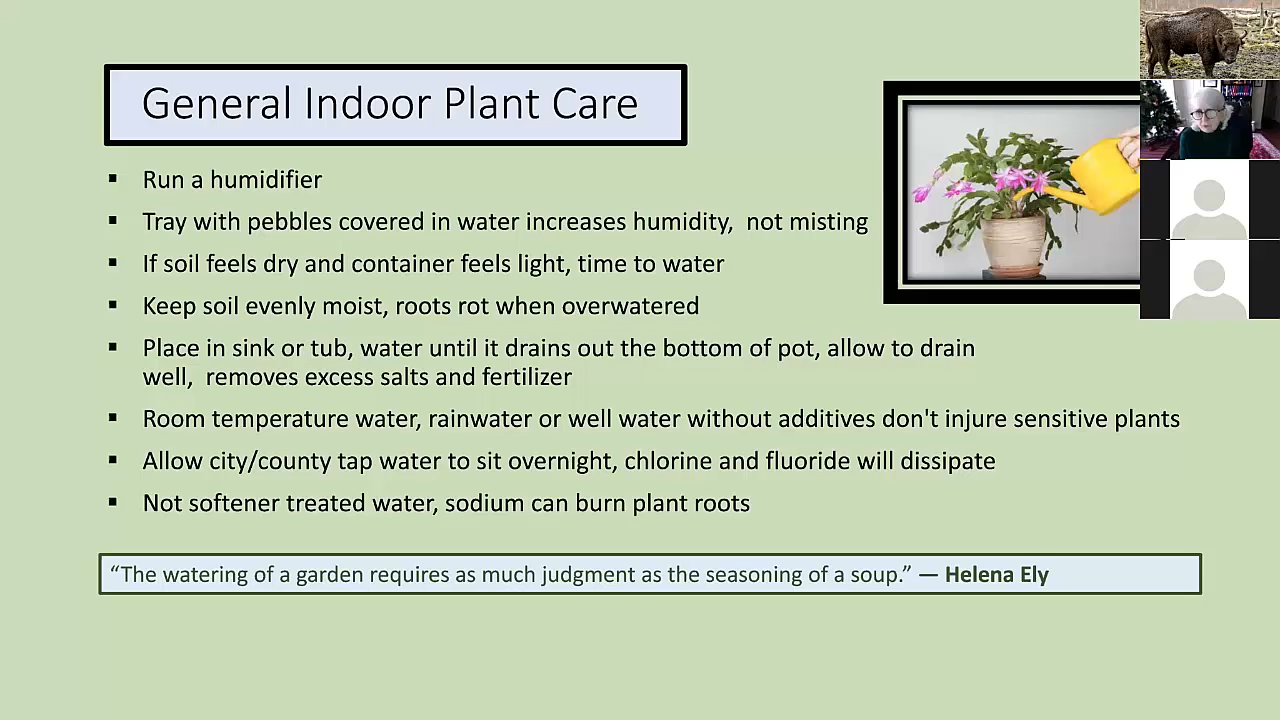 General Indoor Plant Care
▪ Run a humidifier
▪ Tray with pebbles covered in water increases humidity,  not misting
▪ If soil feels dry and container feels light, time to water
▪ Keep soil evenly moist, roots rot when overwatered
▪ Place in sink or tub, water until it drains out the bottom of pot, allow to drain
well,  removes excess salts and fertilizer
▪ Room temperature water, rainwater or well water without additives don't injure sensitive plants
▪ Allow city/county tap water to sit overnight, chlorine and fluoride will dissipate
▪ Not softener treated water, sodium can burn plant roots
“The watering of a garden requires as much judgment as the seasoning of a soup.” — Helena Ely